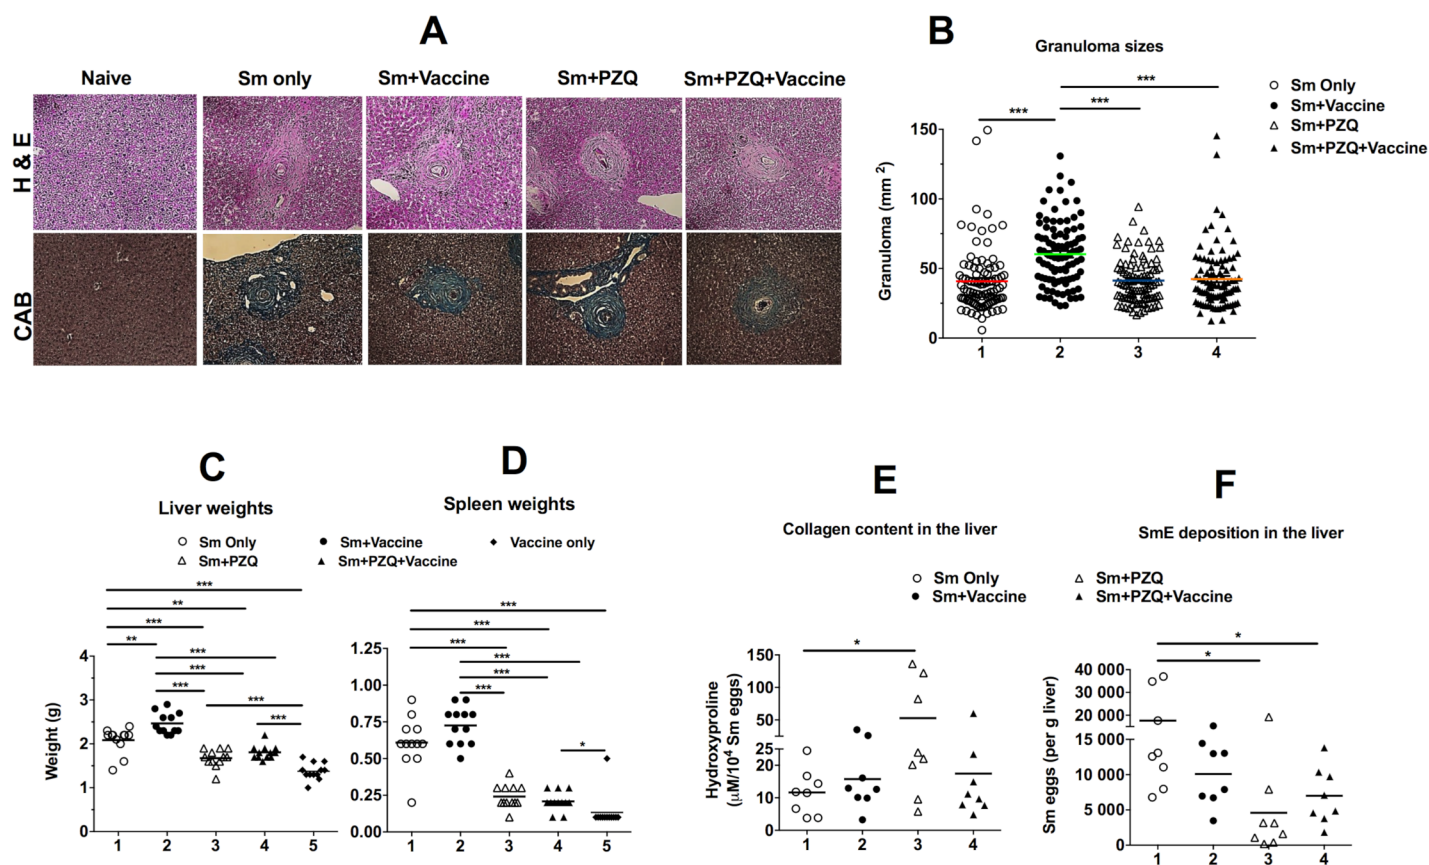 A
Naive
Sm only
Sm+Vaccine
Sm+PZQ
Sm+PZQ+Vaccine
H & E
CAB
B
Granuloma sizes
***
***
***
Sm Only
Sm+Vaccine
Sm+PZQ
Sm+PZQ+Vaccine
Granuloma (mm 2)
150
100
50
0
1 2 3 4
C
Liver weights
D
Spleen weights
Sm Only
Sm+Vaccine
Vaccine only
Sm+PZQ
Sm+PZQ+Vaccine
***
**
***
**
***
***
***
***
***
Weight (g)
4
3
2
1
0
1 2 3 4 5
***
***
***
***
***
***
*
1.25
1.00
0.75
0.50
0.25
0.00
1 2 3 4 5
E
Collagen content in the liver
Sm Only
Sm+Vaccine
Sm+PZQ
Sm+PZQ+Vaccine
*
Hydroxyproline
(µM/10⁴ Sm eggs)
150
100
50
25
20
10
0
1 2 3 4
F
SmE deposition in the liver
*
*
Sm eggs (per g liver)
40 000
30 000
20 000
15 000
10 000
5 000
0
1 2 3 4